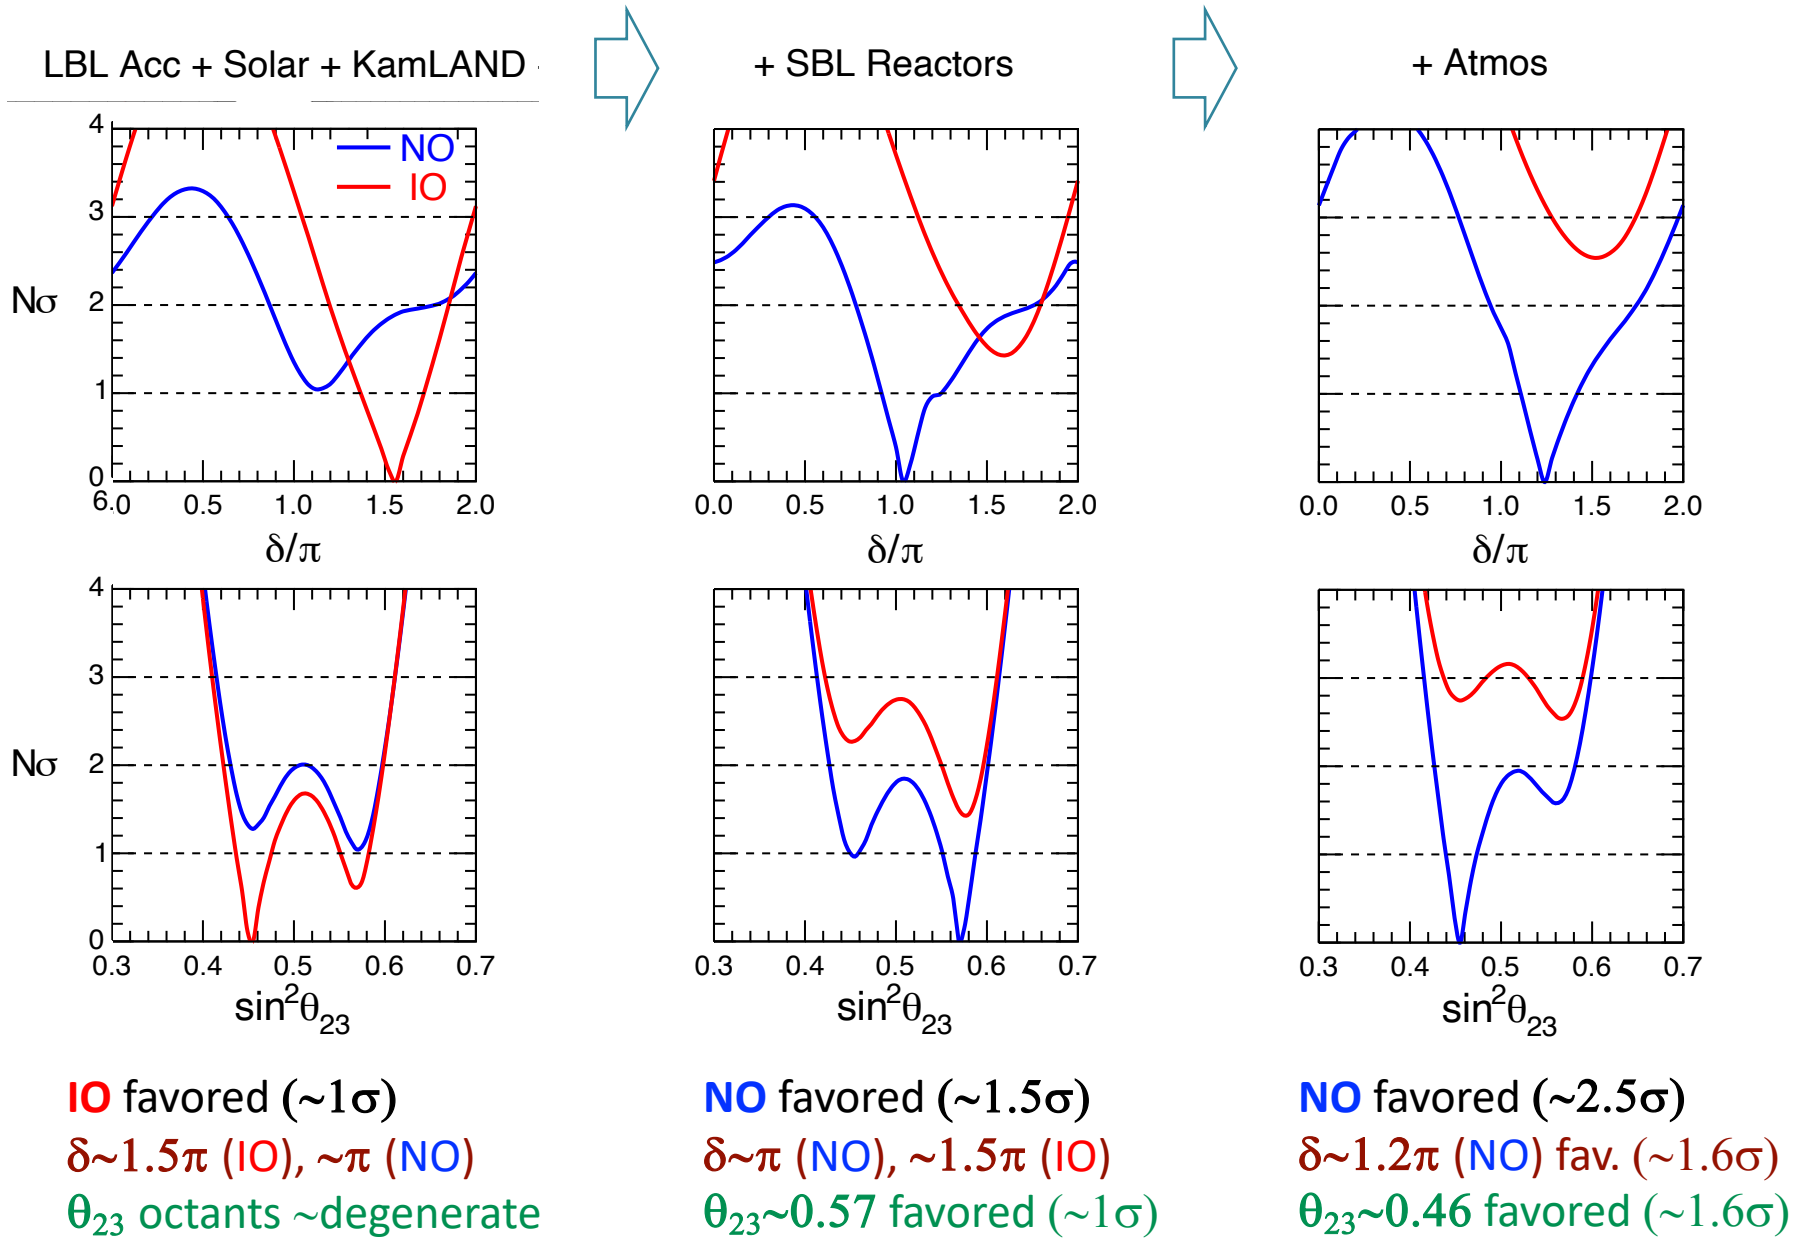 LBL Acc + Solar + KamLAND
+ SBL Reactors
+ Atmos
4
3
2
1
0
Nσ
NO
IO
6.0 0.5 1.0 1.5 2.0
δ/π
0.0 0.5 1.0 1.5 2.0
δ/π
0.0 0.5 1.0 1.5 2.0
δ/π
4
3
2
1
0
Nσ
0.3 0.4 0.5 0.6 0.7
sin²θ₂₃
0.3 0.4 0.5 0.6 0.7
sin²θ₂₃
0.3 0.4 0.5 0.6 0.7
sin²θ₂₃
IO favored (~1σ)
δ~1.5π (IO), ~π (NO)
θ₂₃ octants ~degenerate
NO favored (~1.5σ)
δ~π (NO), ~1.5π (IO)
θ₂₃~0.57 favored (~1σ)
NO favored (~2.5σ)
δ~1.2π (NO) fav. (~1.6σ)
θ₂₃~0.46 favored (~1.6σ)